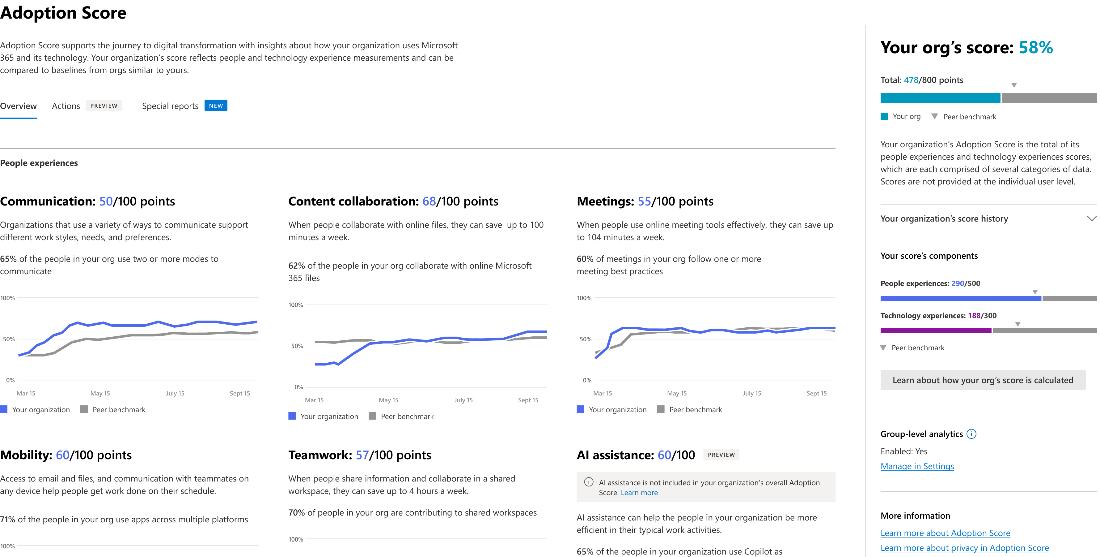 Adoption Score
Adoption Score supports the journey to digital transformation with insights about how your organization uses Microsoft
365 and its technology. Your organization's score reflects people and technology experience measurements and can be
compared to baselines from orgs similar to yours.
Overview Actions PREVIEW Special reports NEW
People experiences
Communication: 50/100 points
Organizations that use a variety of ways to communicate support
different work styles, needs, and preferences.
65% of the people in your org use two or more modes to
communicate
100%
50%
0%
Mar 15 May 15 July 15 Sept 15
Your organization Peer benchmark
Content collaboration: 68/100 points
When people collaborate with online files, they can save up to 100
minutes a week.
62% of the people in your org collaborate with online Microsoft
365 files
100%
50%
0%
Mar 15 May 15 July 15 Sept 15
Your organization Peer benchmark
Meetings: 55/100 points
When people use online meeting tools effectively, they can save up
to 104 minutes a week.
60% of meetings in your org follow one or more
meeting best practices
100%
50%
0%
Mar 15 May 15 July 15 Sept 15
Your organization Peer benchmark
Mobility: 60/100 points
Access to email and files, and communication with teammates on
any device help people get work done on their schedule.
71% of the people in your org use apps across multiple platforms
100%
Teamwork: 57/100 points
When people share information and collaborate in a shared
workspace, they can save up to 4 hours a week.
70% of people in your org are contributing to shared workspaces
100%
AI assistance: 60/100 PREVIEW
AI assistance is not included in your organization's overall Adoption
Score. Learn more
AI assistance can help the people in your organization be more
efficient in their typical work activities.
65% of the people in your organization use Copilot as
Your org's score: 58%
Total: 478/800 points
Your org Peer benchmark
Your organization's Adoption Score is the total of its
people experiences and technology experiences scores,
which are each comprised of several categories of data.
Scores are not provided at the individual user level.
Your organization's score history
Your score's components
People experiences: 290/500
Technology experiences: 188/300
Peer benchmark
Learn about how your org's score is calculated
Group-level analytics
Enabled: Yes
Manage in Settings
More information
Learn more about Adoption Score
Learn more about privacy in Adoption Score